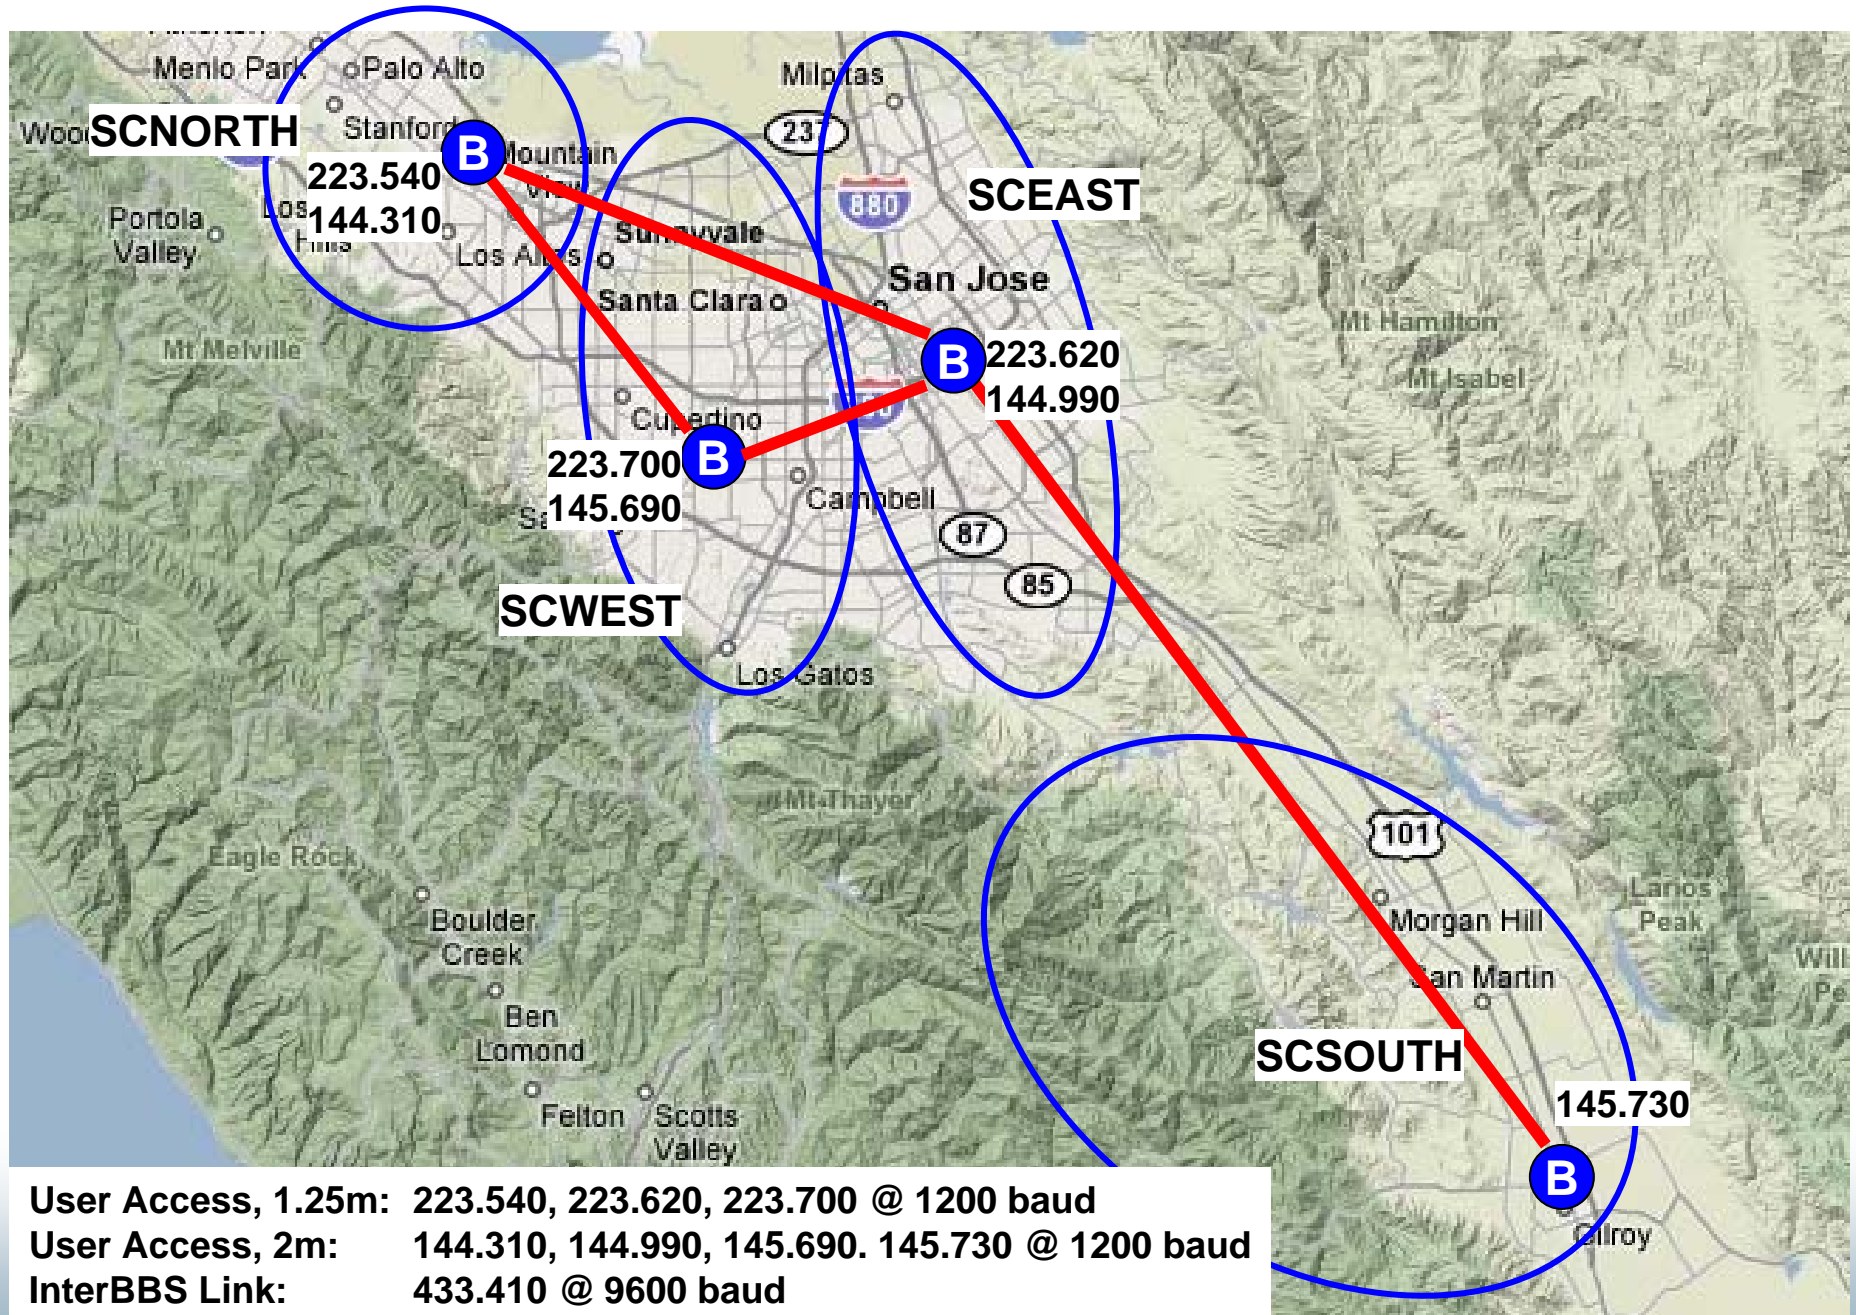 Menlo Park
Palo Alto
Milpitas
SCNORTH
Stanford
B
237
Mountain
View
223.540
144.310
Los
Hills
880
SCEAST
Portola
Valley
Los Altos
Sunnyvale
San Jose
Santa Clara
Mt Melville
Mt Hamilton
B
223.620
144.990
Mt Isabel
Cupertino
B
223.700
145.690
Campbell
87
85
SCWEST
Los Gatos
Mt Thayer
101
Eagle Rock
Larios
Peak
Boulder
Creek
Morgan Hill
San Martin
Ben
Lomond
SCSOUTH
Felton
Scotts
Valley
145.730
B
Gilroy
User Access, 1.25m: 223.540, 223.620, 223.700 @ 1200 baud
User Access, 2m: 144.310, 144.990, 145.690. 145.730 @ 1200 baud
InterBBS Link: 433.410 @ 9600 baud